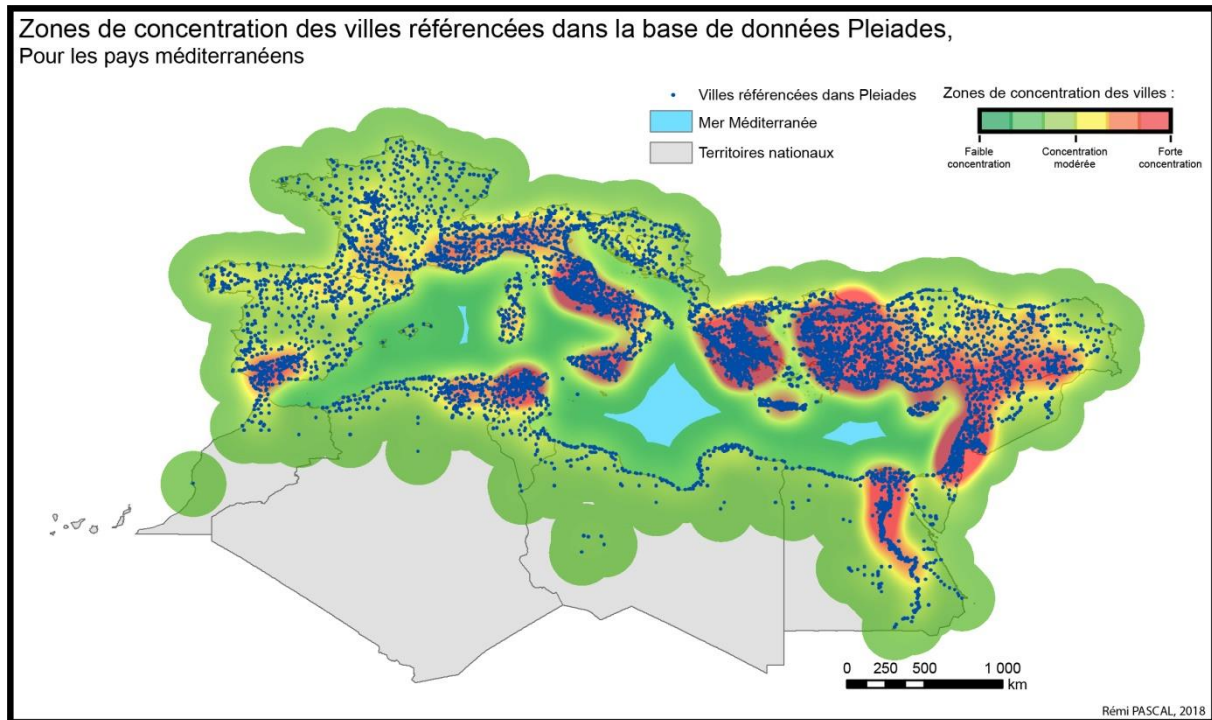 Zones de concentration des villes référencées dans la base de données Pleiades,
Pour les pays méditerranéens
Villes référencées dans Pleiades
Mer Méditerranée
Territoires nationaux
Zones de concentration des villes :
Faible
concentration
Concentration
modérée
Forte
concentration
0 250 500 1 000
km
Rémi PASCAL, 2018